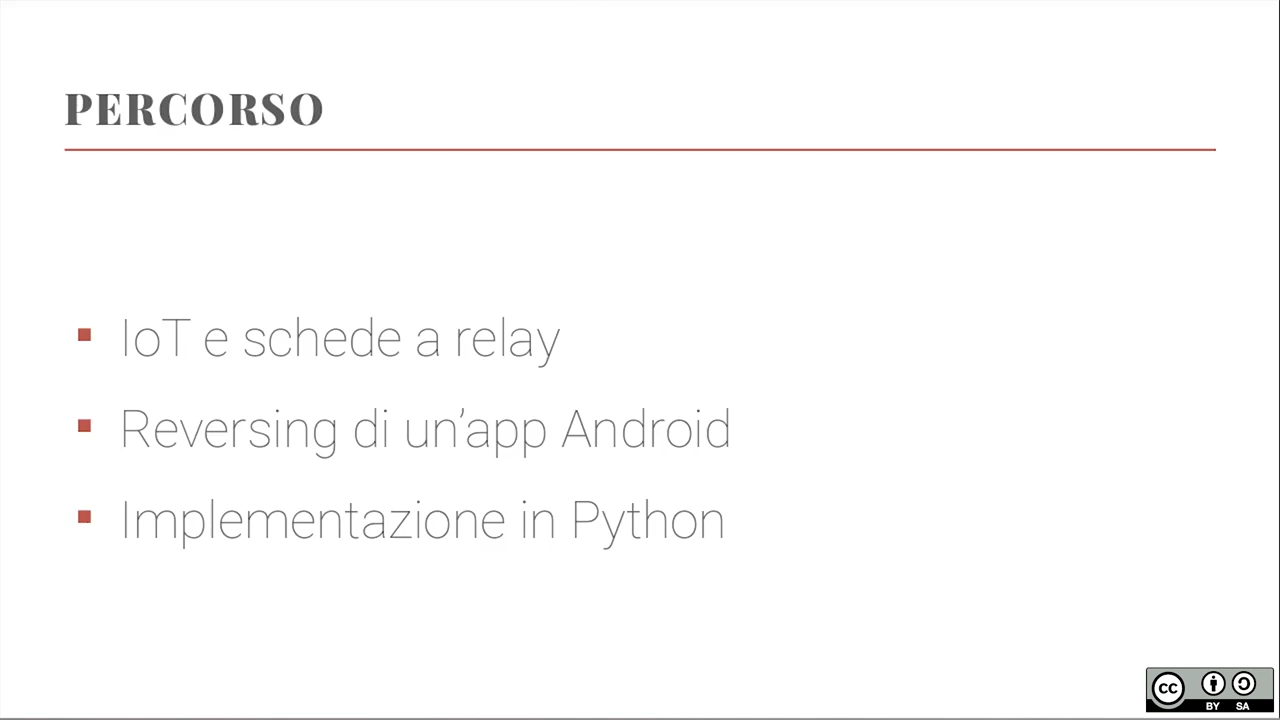 PERCORSO
IoT e schede a relay
Reversing di un’app Android
Implementazione in Python
cc
BY SA